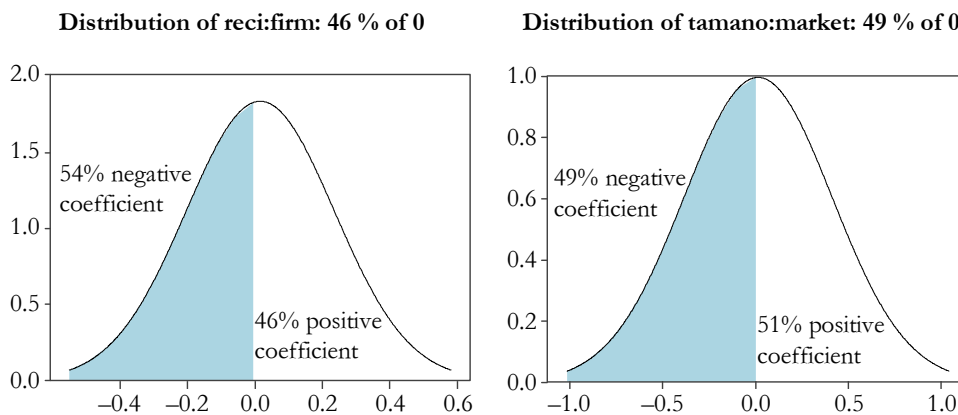 Distribution of reci:firm: 46 % of 0
2.0
1.5
1.0
0.5
0.0
54% negative
coefficient
46% positive
coefficient
−0.4 −0.2 0.0 0.2 0.4 0.6
Distribution of tamano:market: 49 % of 0
1.0
0.8
0.6
0.4
0.2
0.0
49% negative
coefficient
51% positive
coefficient
−1.0 −0.5 0.0 0.5 1.0